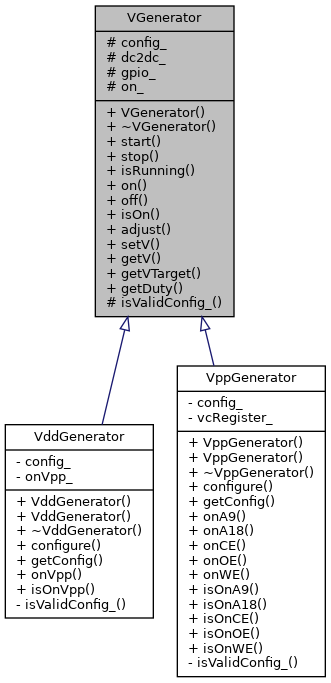 VGenerator
# config_
# dc2dc_
# gpio_
# on_
+ VGenerator()
+ ~VGenerator()
+ start()
+ stop()
+ isRunning()
+ on()
+ off()
+ isOn()
+ adjust()
+ setV()
+ getV()
+ getVTarget()
+ getDuty()
# isValidConfig_()
VddGenerator
- config_
- onVpp_
+ VddGenerator()
+ VddGenerator()
+ ~VddGenerator()
+ configure()
+ getConfig()
+ onVpp()
+ isOnVpp()
- isValidConfig_()
VppGenerator
- config_
- vcRegister_
+ VppGenerator()
+ VppGenerator()
+ ~VppGenerator()
+ configure()
+ getConfig()
+ onA9()
+ onA18()
+ onCE()
+ onOE()
+ onWE()
+ isOnA9()
+ isOnA18()
+ isOnCE()
+ isOnOE()
+ isOnWE()
- isValidConfig_()